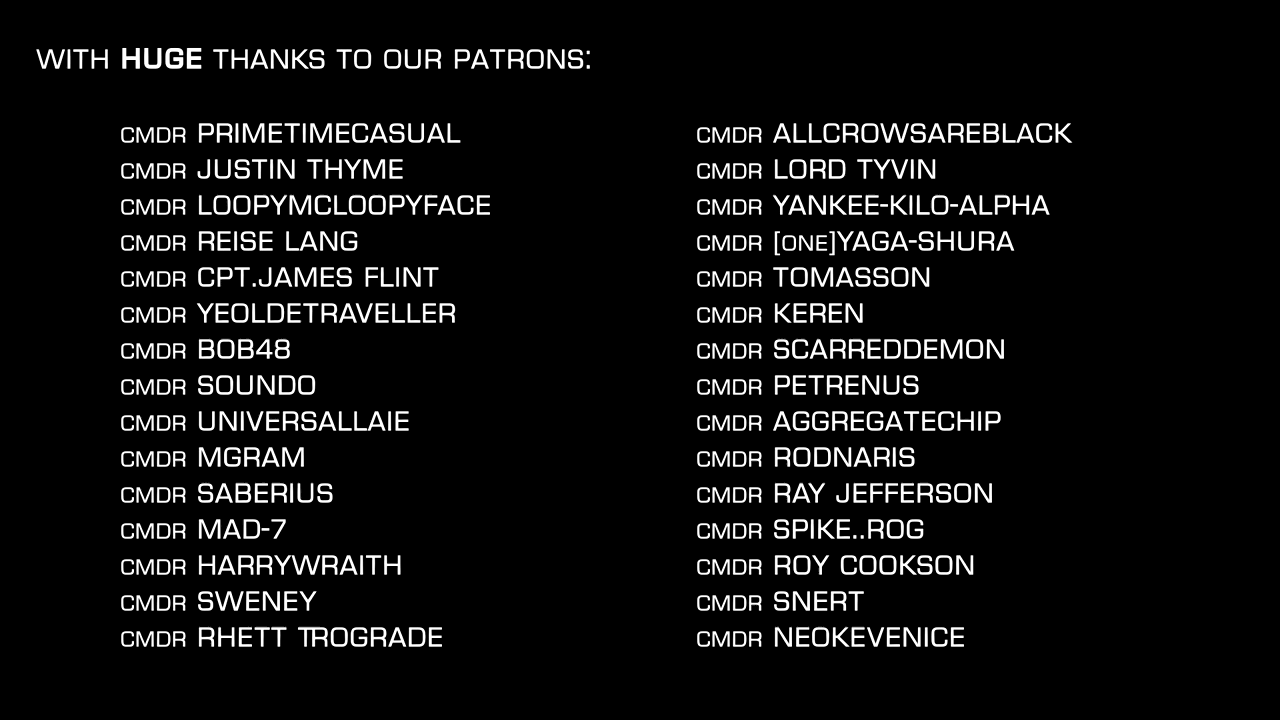 WITH HUGE THANKS TO OUR PATRONS:
CMDR PRIMETIMECASUAL
CMDR JUSTIN THYME
CMDR LOOPYMCLOOPYFACE
CMDR REISE LANG
CMDR CPT.JAMES FLINT
CMDR YEOLDETRAVELLER
CMDR BOB48
CMDR SOUNDO
CMDR UNIVERSALLAIE
CMDR MGRAM
CMDR SABERIUS
CMDR MAD-7
CMDR HARRYWRAITH
CMDR SWENEY
CMDR RHETT TROGRADE
CMDR ALLCROWSAREBLACK
CMDR LORD TYVIN
CMDR YANKEE-KILO-ALPHA
CMDR [ONE]YAGA-SHURA
CMDR TOMASSON
CMDR KEREN
CMDR SCARREDDEMON
CMDR PETRENUS
CMDR AGGREGATECHIP
CMDR RODNARIS
CMDR RAY JEFFERSON
CMDR SPIKE..ROG
CMDR ROY COOKSON
CMDR SNERT
CMDR NEOKEVENICE